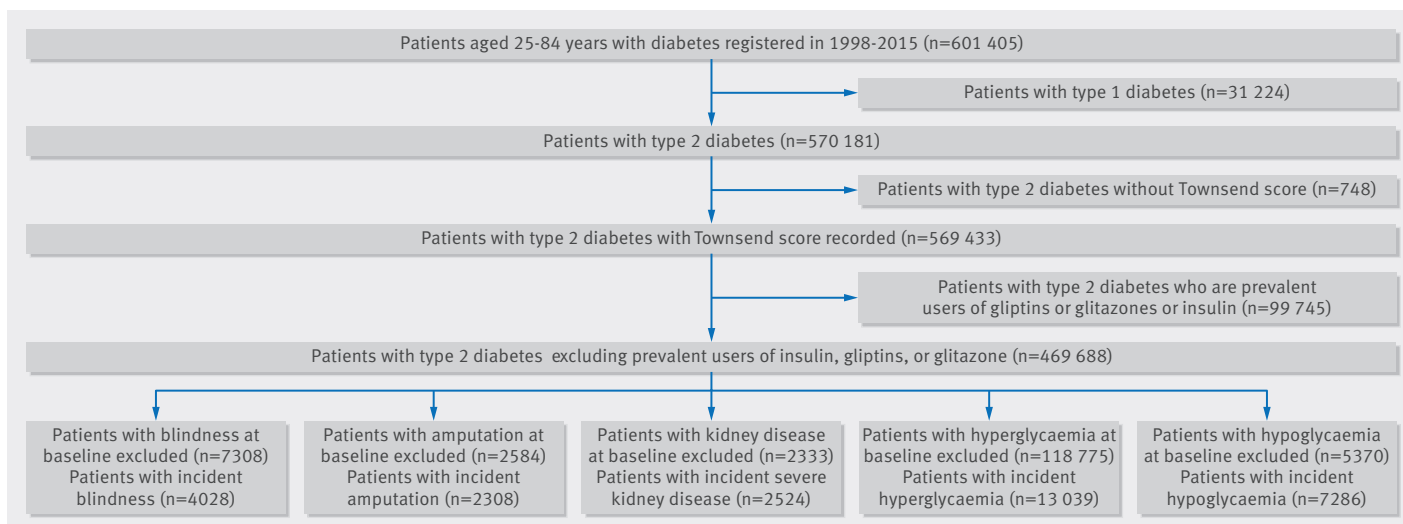 Patients aged 25-84 years with diabetes registered in 1998-2015 (n=601 405)
Patients with type 1 diabetes (n=31 224)
Patients with type 2 diabetes (n=570 181)
Patients with type 2 diabetes without Townsend score (n=748)
Patients with type 2 diabetes with Townsend score recorded (n=569 433)
Patients with type 2 diabetes who are prevalent
users of gliptins or glitazones or insulin (n=99 745)
Patients with type 2 diabetes excluding prevalent users of insulin, gliptins, or glitazone (n=469 688)
Patients with blindness at
baseline excluded (n=7308)
Patients with incident
blindness (n=4028)
Patients with amputation at
baseline excluded (n=2584)
Patients with incident
amputation (n=2308)
Patients with kidney disease
at baseline excluded (n=2333)
Patients with incident severe
kidney disease (n=2524)
Patients with hyperglycaemia at
baseline excluded (n=118 775)
Patients with incident
hyperglycaemia (n=13 039)
Patients with hypoglycaemia
at baseline excluded (n=5370)
Patients with incident
hypoglycaemia (n=7286)